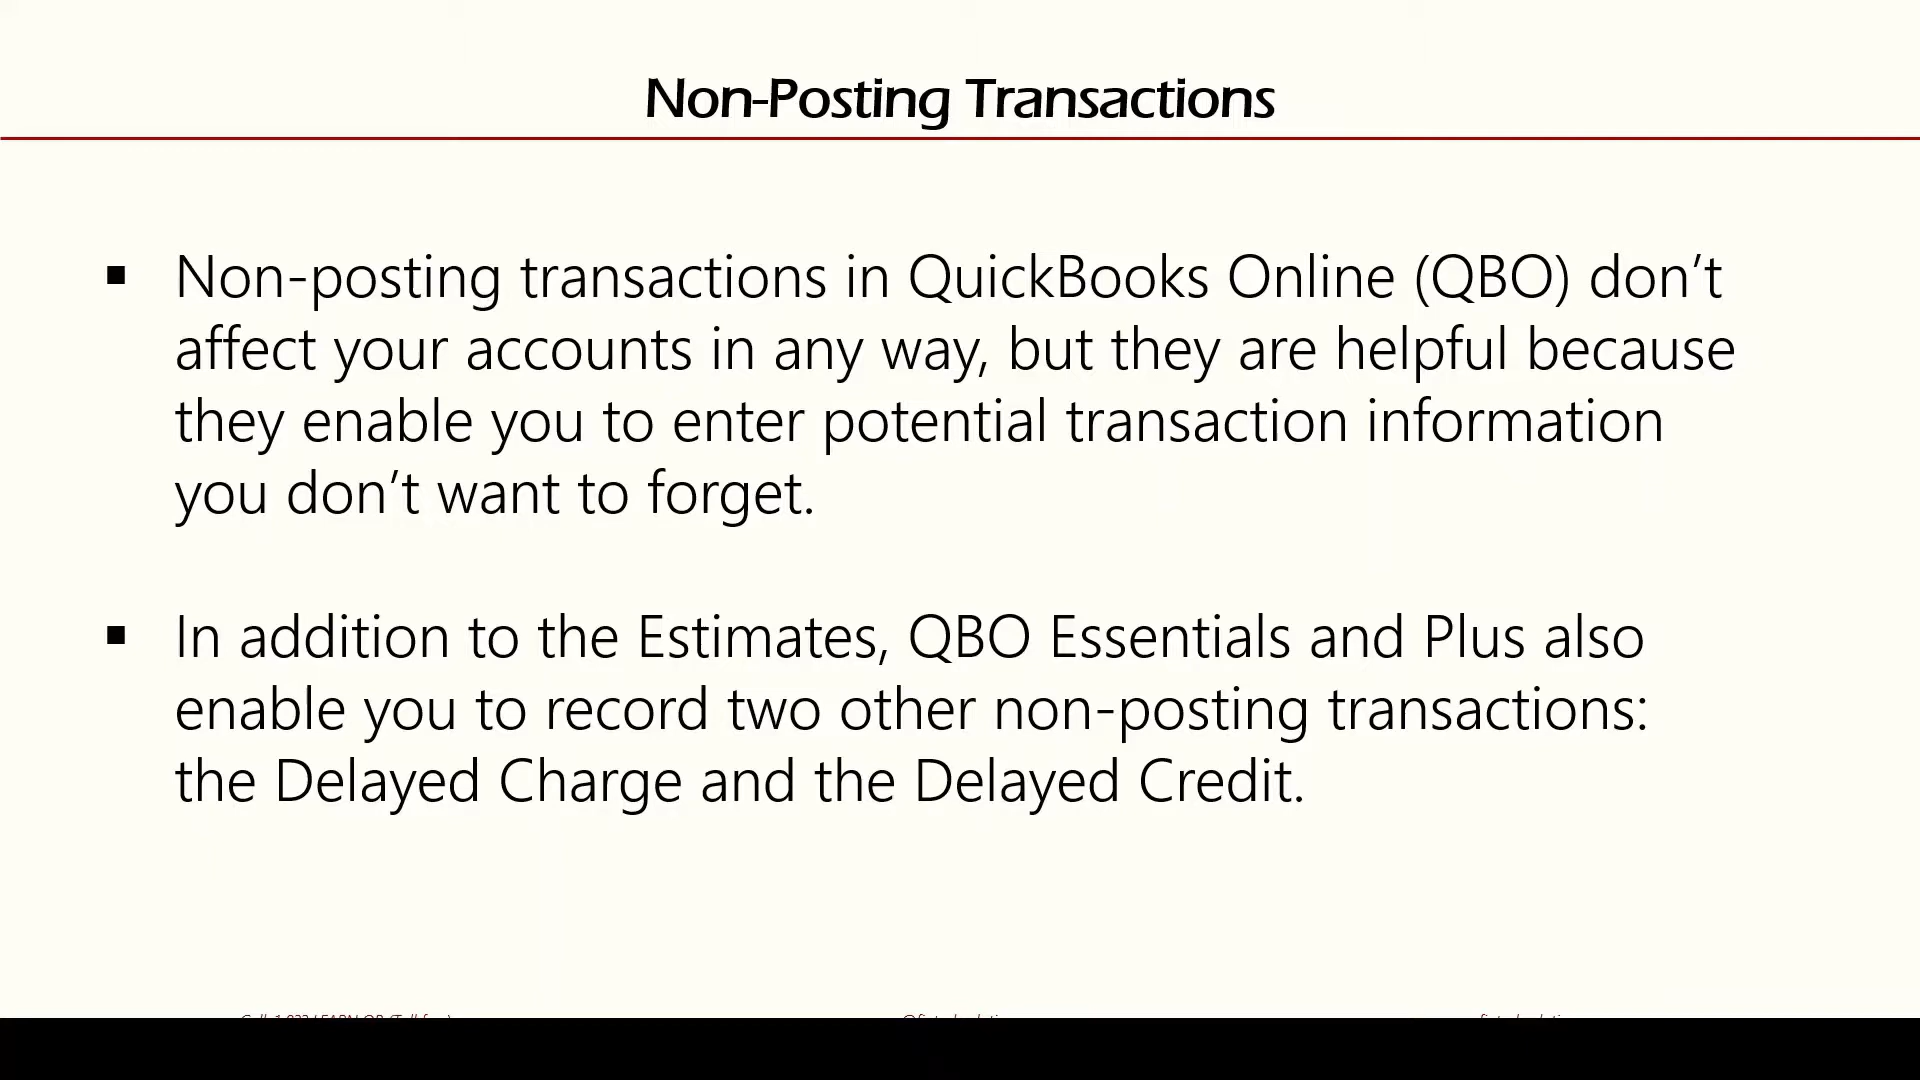 Non-Posting Transactions
▪ Non-posting transactions in QuickBooks Online (QBO) don’t
affect your accounts in any way, but they are helpful because
they enable you to enter potential transaction information
you don’t want to forget.
▪ In addition to the Estimates, QBO Essentials and Plus also
enable you to record two other non-posting transactions:
the Delayed Charge and the Delayed Credit.